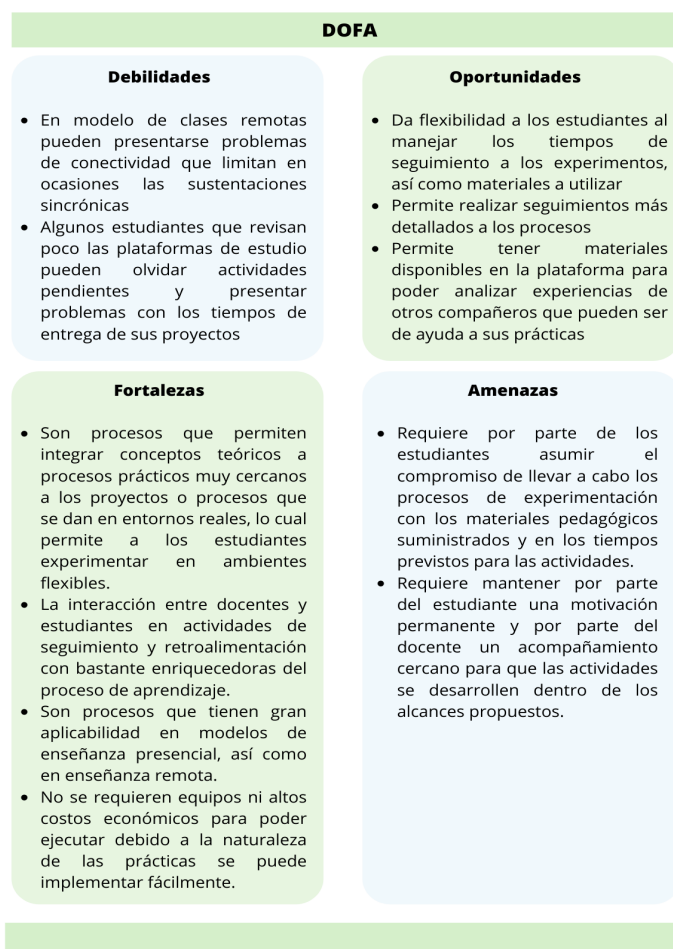 DOFA
Debilidades
• En modelo de clases remotas
pueden presentarse problemas
de conectividad que limitan en
ocasiones las sustentaciones
sincrónicas
• Algunos estudiantes que revisan
poco las plataformas de estudio
pueden olvidar actividades
pendientes y presentar
problemas con los tiempos de
entrega de sus proyectos
Oportunidades
• Da flexibilidad a los estudiantes al
manejar los tiempos de
seguimiento a los experimentos,
así como materiales a utilizar
• Permite realizar seguimientos más
detallados a los procesos
• Permite tener materiales
disponibles en la plataforma para
poder analizar experiencias de
otros compañeros que pueden ser
de ayuda a sus prácticas
Fortalezas
• Son procesos que permiten
integrar conceptos teóricos a
procesos prácticos muy cercanos
a los proyectos o procesos que
se dan en entornos reales, lo cual
permite a los estudiantes
experimentar en ambientes
flexibles.
• La interacción entre docentes y
estudiantes en actividades de
seguimiento y retroalimentación
con bastante enriquecedoras del
proceso de aprendizaje.
• Son procesos que tienen gran
aplicabilidad en modelos de
enseñanza presencial, así como
en enseñanza remota.
• No se requieren equipos ni altos
costos económicos para poder
ejecutar debido a la naturaleza
de las prácticas se puede
implementar fácilmente.
Amenazas
• Requiere por parte de los
estudiantes asumir el
compromiso de llevar a cabo los
procesos de experimentación
con los materiales pedagógicos
suministrados y en los tiempos
previstos para las actividades.
• Requiere mantener por parte
del estudiante una motivación
permanente y por parte del
docente un acompañamiento
cercano para que las actividades
se desarrollen dentro de los
alcances propuestos.